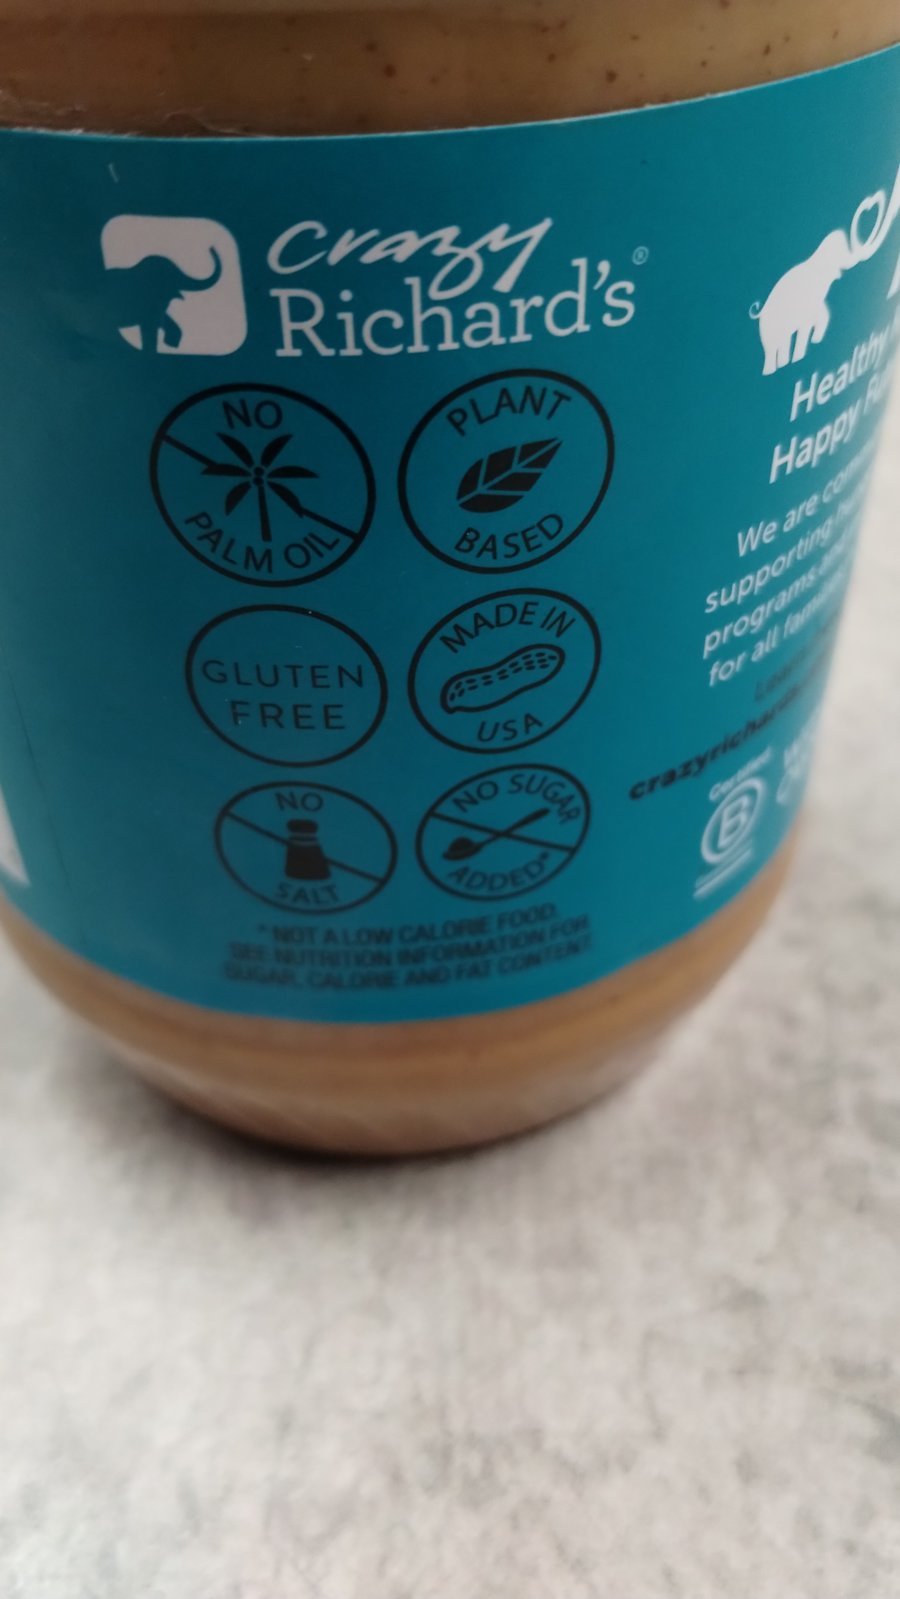 Crazy
Richard's®
NO
PALM OIL
PLANT
BASED
GLUTEN
FREE
MADE IN
USA
NO
SALT
NO SUGAR
ADDED*
* NOT A LOW CALORIE FOOD.
SEE NUTRITION INFORMATION FOR
SUGAR, CALORIE AND FAT CONTENT.
Healthy
Happy
We are
supporting
programs
for all
Certified
B